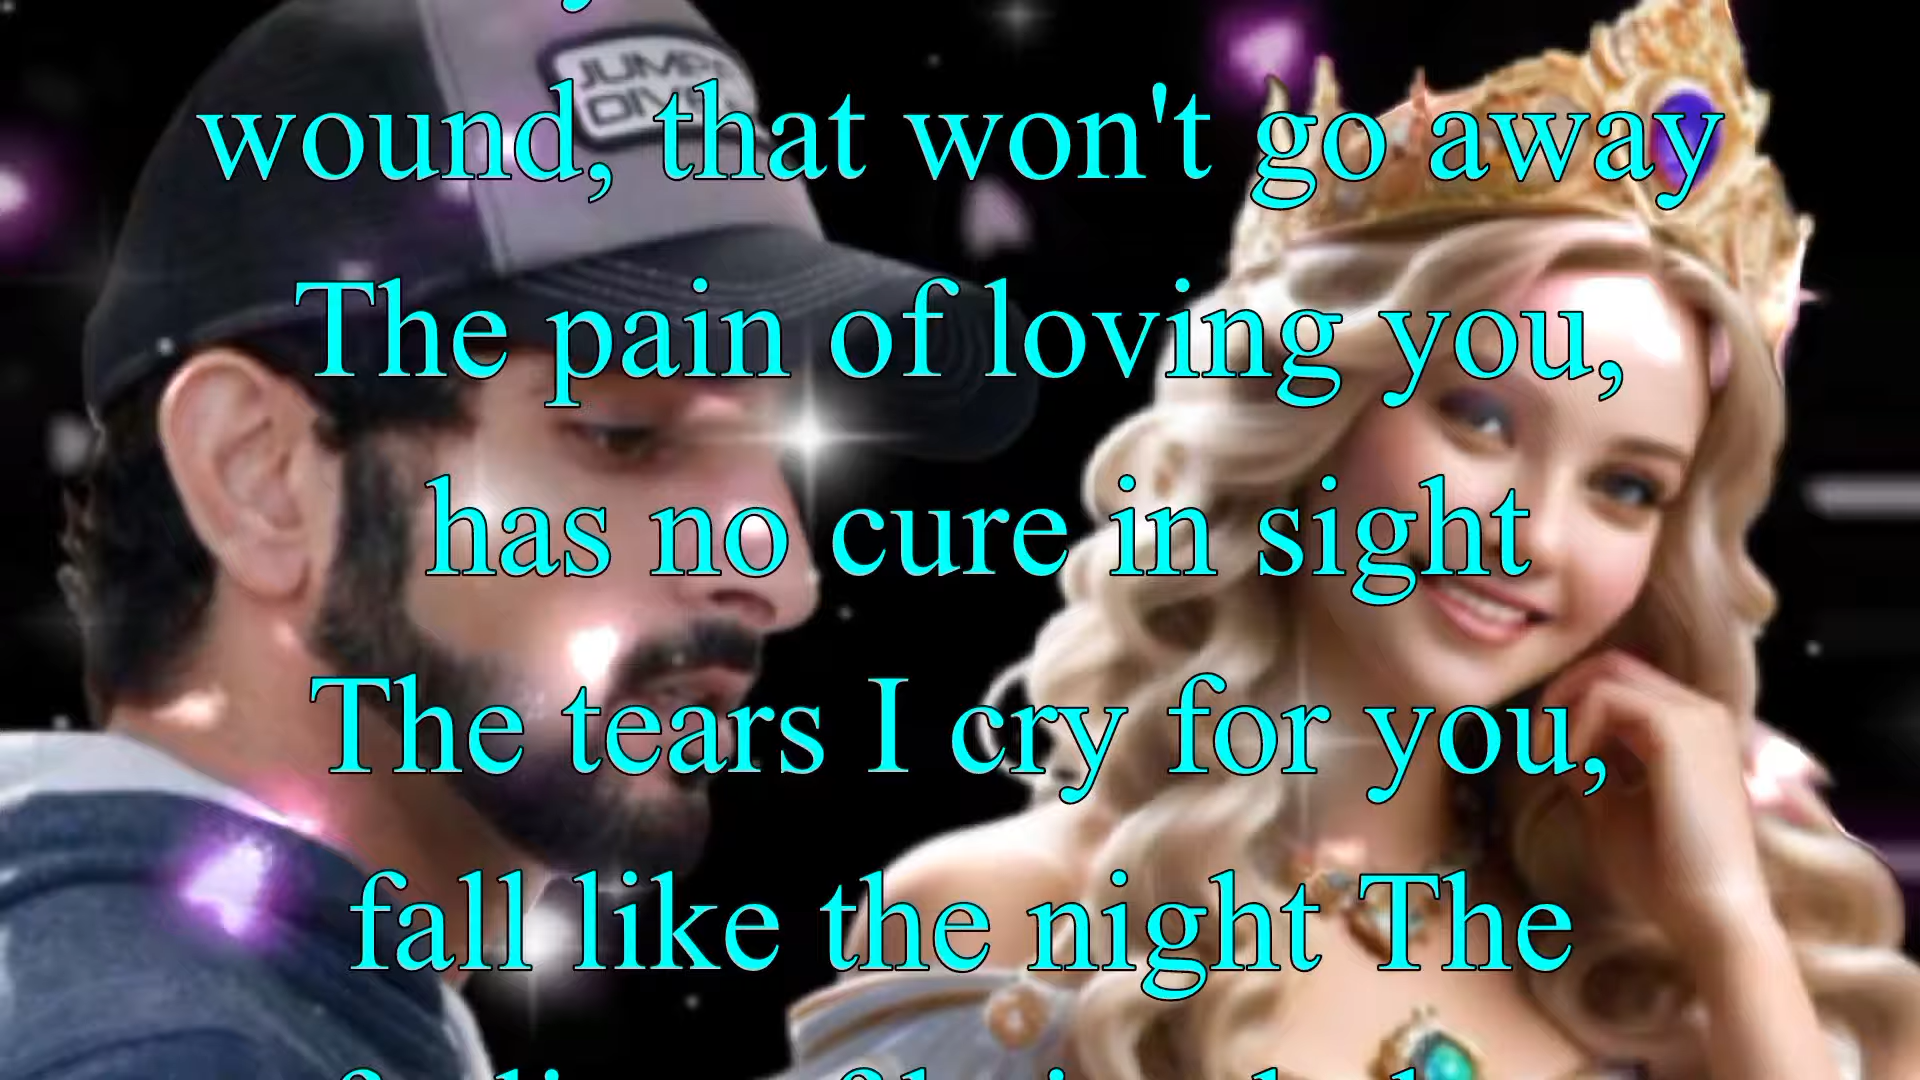 JUMP
wound, that won't go away
The pain of loving you,
has no cure in sight
The tears I cry for you,
fall like the night The